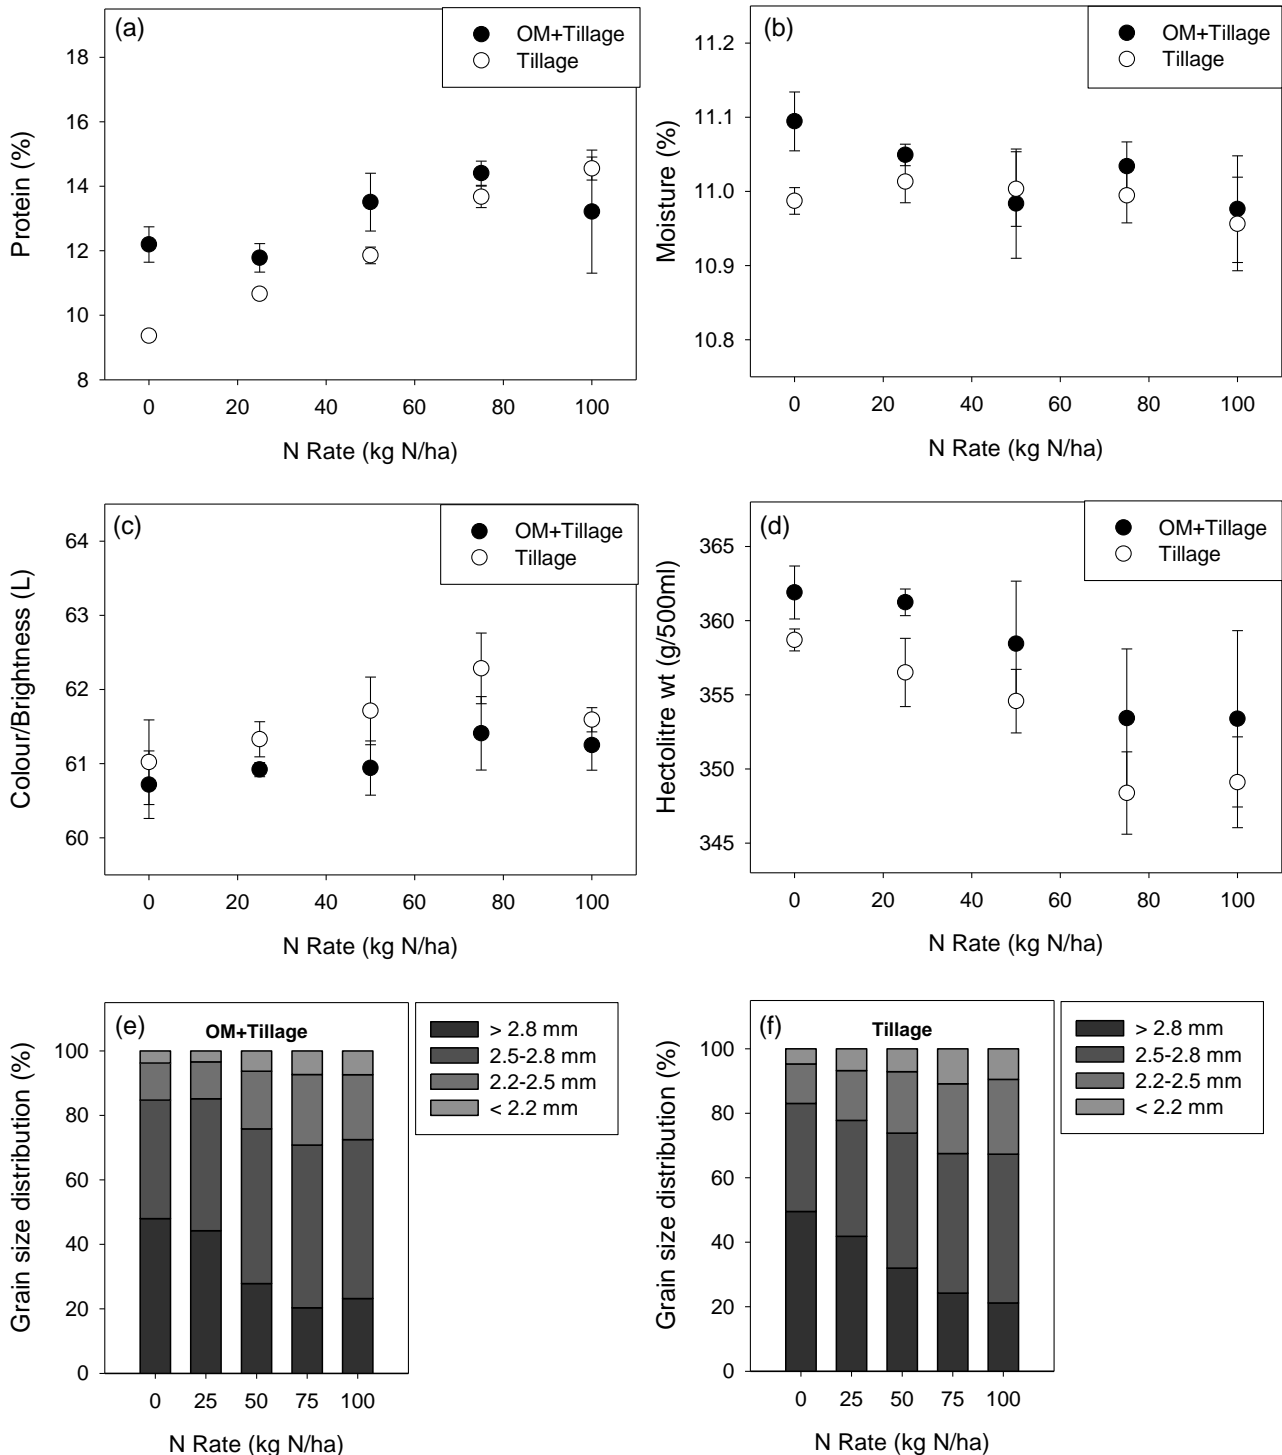 (a)
OM+Tillage
Tillage
Protein (%)
18
16
14
12
10
8
0 20 40 60 80 100
N Rate (kg N/ha)
(b)
OM+Tillage
Tillage
Moisture (%)
11.2
11.1
11.0
10.9
10.8
0 20 40 60 80 100
N Rate (kg N/ha)
(c)
OM+Tillage
Tillage
Colour/Brightness (L)
64
63
62
61
60
0 20 40 60 80 100
N Rate (kg N/ha)
(d)
OM+Tillage
Tillage
Hectolitre wt (g/500ml)
365
360
355
350
345
0 20 40 60 80 100
N Rate (kg N/ha)
(e)
OM+Tillage
> 2.8 mm
2.5-2.8 mm
2.2-2.5 mm
< 2.2 mm
Grain size distribution (%)
100
80
60
40
20
0
0 25 50 75 100
N Rate (kg N/ha)
(f)
Tillage
> 2.8 mm
2.5-2.8 mm
2.2-2.5 mm
< 2.2 mm
Grain size distribution (%)
100
80
60
40
20
0
0 25 50 75 100
N Rate (kg N/ha)